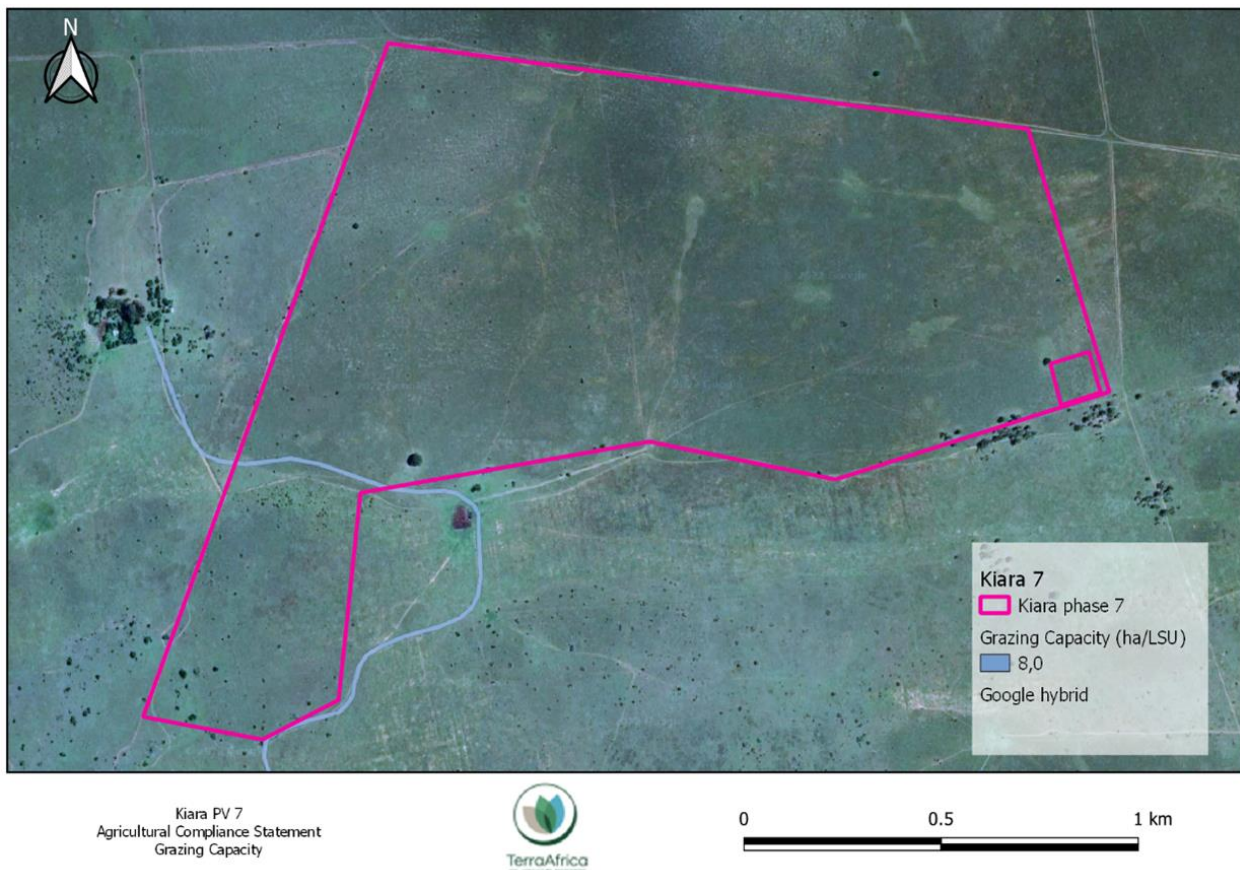 N
Kiara 7
Kiara phase 7
Grazing Capacity (ha/LSU)
8,0
Google hybrid
Kiara PV 7
Agricultural Compliance Statement
Grazing Capacity
TerraAfrica
0 0.5 1 km